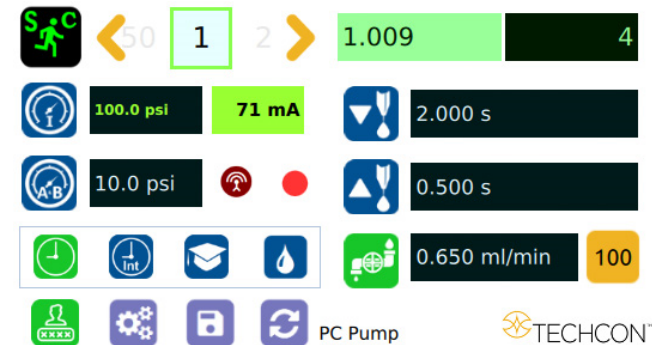 S C 50 1 2 1.009 4
I 100.0 psi 71 mA 2.000 s
A-B 10.0 psi 0.500 s
Int 0.650 ml/min 100
xxxx PC Pump TECHCON